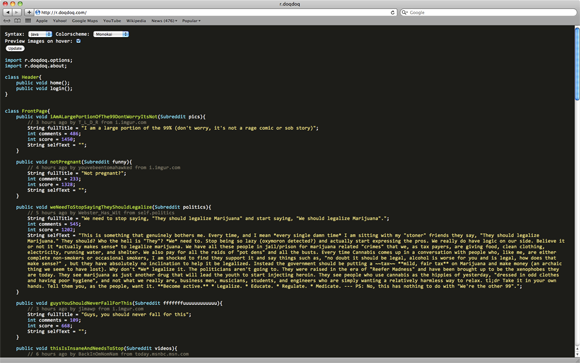 r.doqdoq
http://r.doqdoq.com/
Google
Apple Yahoo! Google Maps YouTube Wikipedia News (476) Popular
Syntax: Java Colorscheme: Monokai
Preview images on hover:
Update
import r.doqdoq.options;
import r.doqdoq.about;
class Header{
public void home();
public void login();
}
class FrontPage{
public void iAmALargePortionOfThe99DontWorryItsNot(Subreddit pics){
// 3 hours ago by T_L_D_R from i.imgur.com
String fullTitle = "I am a large portion of the 99% (don't worry, it's not a rage comic or sob story)";
int comments = 486;
int score = 1450;
String selfText = "";
}
public void notPregnant(Subreddit funny){
// 4 hours ago by youvebeentomahawked from i.imgur.com
String fullTitle = "Not pregnant?";
int comments = 233;
int score = 1328;
String selfText = "";
}
public void weNeedToStopSayingTheyShouldLegalize(Subreddit politics){
// 5 hours ago by Webster_Has_Wit from self.politics
String fullTitle = "We need to stop saying, "They should legalize Marijuana" and start saying, "We should legalize Marijuana".";
int comments = 545;
int score = 1202;
String selfText = "This is something that genuinely bothers me. Every time, and I mean *every single damn time* I am sitting with my "stoner" friends they say, "They should legalize
Marijuana." They should? Who the hell is "They"? *We* need to. Stop being so lazy (oxymoron detected?) and actually start expressing the pros. We really do have logic on our side. Believe it
or not it *actually makes sense* to legalize marijuana. We have all these people in jail/prison for marijuana related "crimes" that we, as tax payers, are giving food, clean clothing,
electricity, running water, and shelter. We also pay for all the raids of "pot dens" and all the busts. Every time Cannabis comes up in a conversation with people who, like me, are either
complete non-smokers or occasional smokers, I am shocked to find they support it and say things such as, "no doubt it should be legal, alcohol is worse for you and is legal, how does that
make sense?" , but they have absolutely no inclination to help it be legalized. Instead the government should be putting a ~~tax~~ **mild, fair tax** on Marijuana and make money (an archaic
thing we seem to have lost). Why don't *We* legalize it. The politicians aren't going to. They were raised in the era of "Reefer Madness" and have been brought up to be the xenophobes they
are today. They see marijuana as just another drug that will lead the youth to start injecting heroin. They see people who use cannabis as the hippies of yesterday, "dressed in odd clothes
and having poor hygiene", and not what we really are, business men, musicians, students, and engineers who are simply wanting a relatively harmless way to relax. tl;dr Take it in your own
hands. Tell them you, as the people, want it. **Become active.** * Legalize. * Educate. * Regulate. * Medicate. --- PS: No, this has nothing to do with "We're the other 99".";
}
public void guysYouShouldNeverFallForThis(Subreddit fffffffuuuuuuuuuuuu){
// 3 hours ago by jimawp from i.imgur.com
String fullTitle = "Guys, you should never fall for this";
int comments = 189;
int score = 668;
String selfText = "";
}
public void thisIsInsaneAndNeedsToStop(Subreddit videos){
// 6 hours ago by BackInOwNowHam from today.msnbc.msn.com